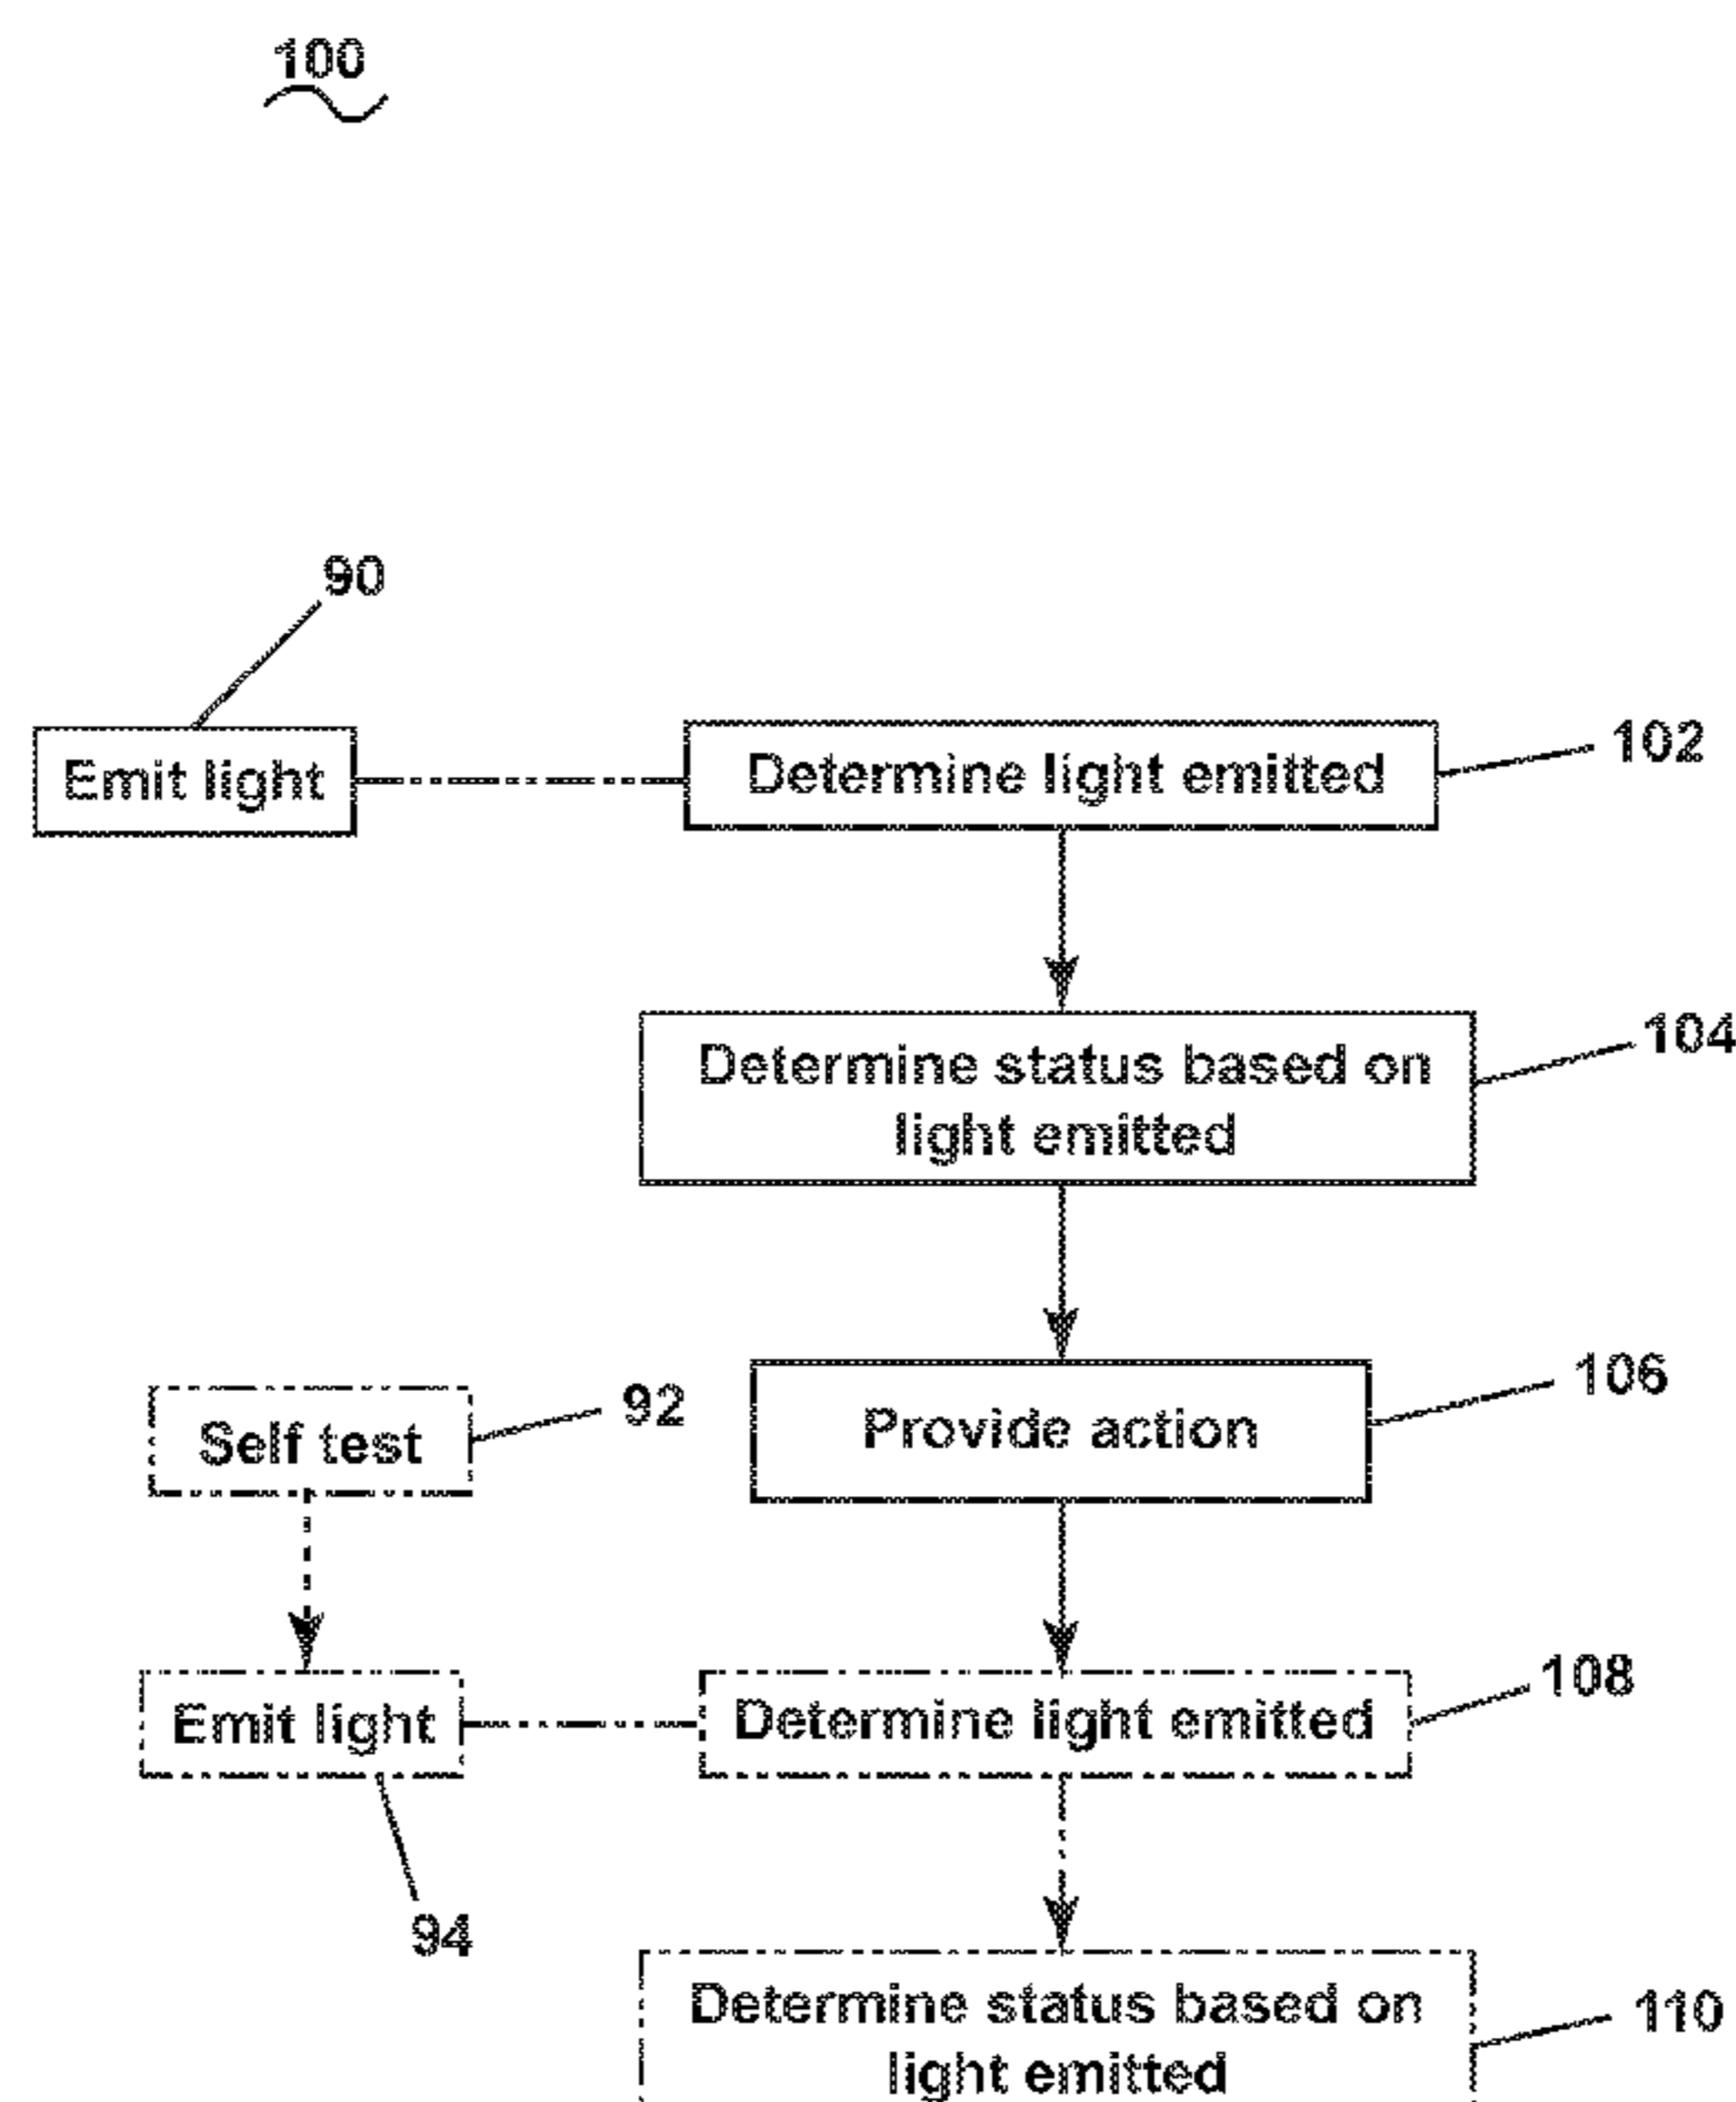 100
90
Emit light
Determine light emitted
102
Determine status based on
light emitted
104
Provide action
106
Self test
92
Emit light
Determine light emitted
108
94
Determine status based on
light emitted
110